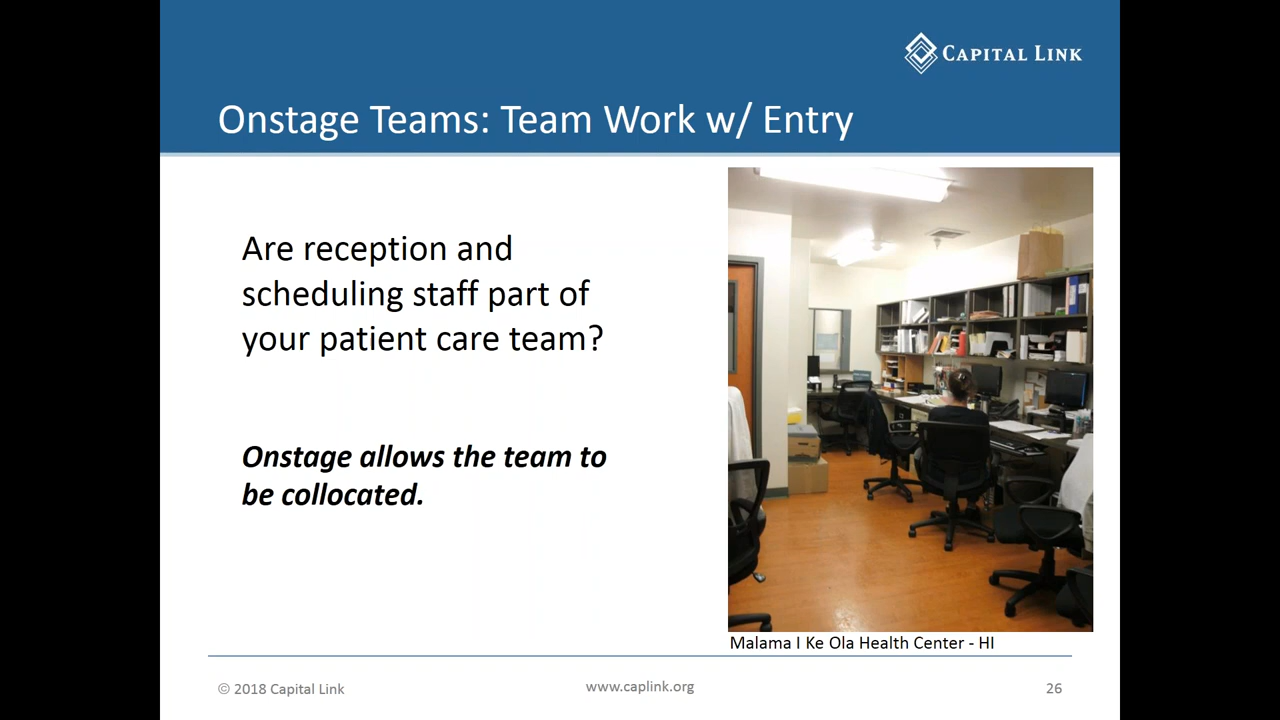 CAPITAL LINK
Onstage Teams: Team Work w/ Entry
Are reception and
scheduling staff part of
your patient care team?
Onstage allows the team to
be collocated.
Malama I Ke Ola Health Center - HI
© 2018 Capital Link
www.caplink.org
26